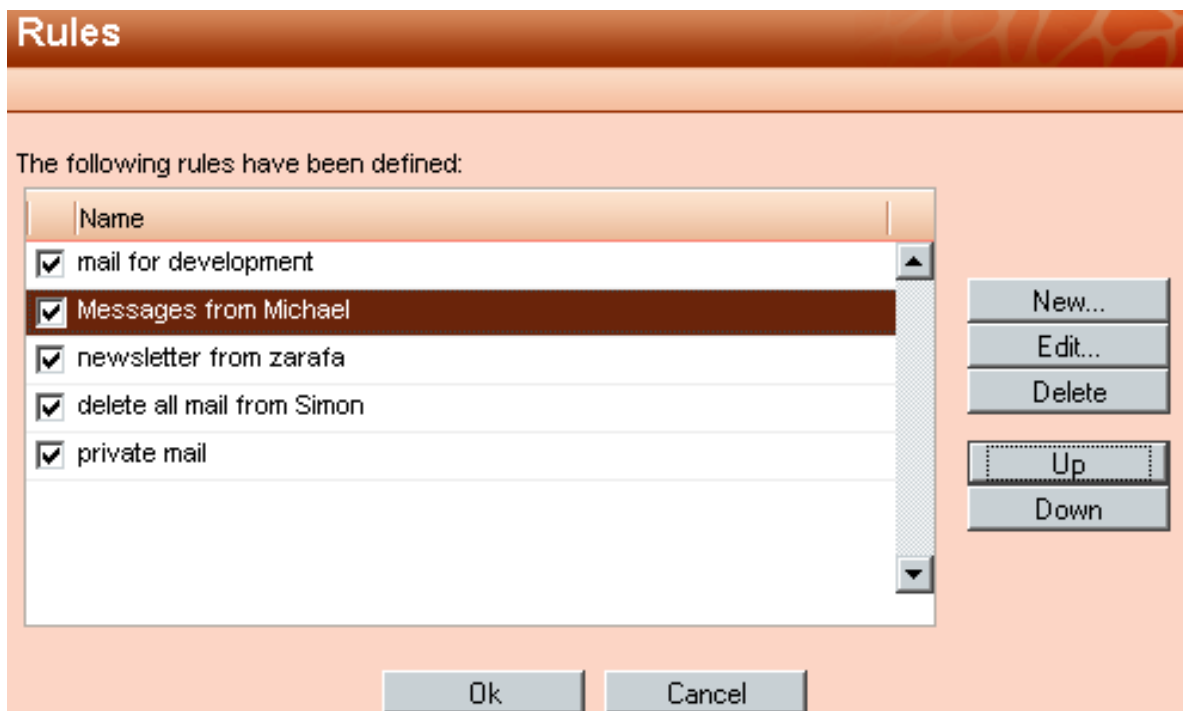 Rules
The following rules have been defined:
Name
mail for development
Messages from Michael
newsletter from zarafa
delete all mail from Simon
private mail
New...
Edit...
Delete
Up
Down
Ok
Cancel